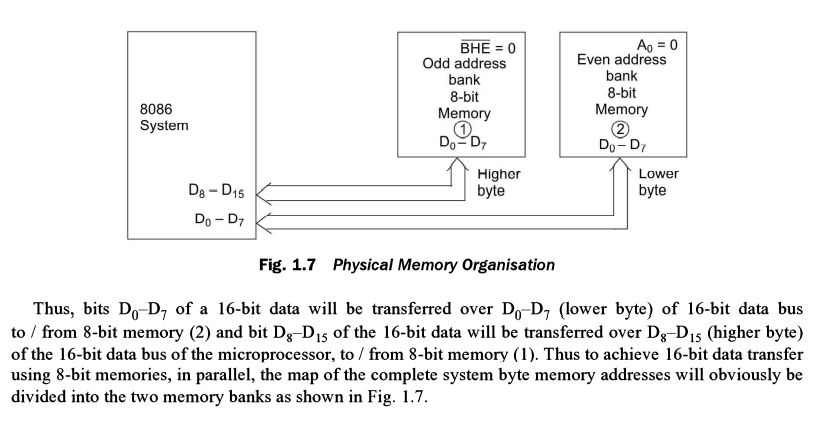 BHE = 0
Odd address
bank
8-bit
Memory
1
D0– D7
A0 = 0
Even address
bank
8-bit
Memory
2
D0– D7
8086
System
Higher
byte
Lower
byte
D8 – D15
D0 – D7
Fig. 1.7 Physical Memory Organisation
Thus, bits D0–D7 of a 16-bit data will be transferred over D0–D7 (lower byte) of 16-bit data bus
to / from 8-bit memory (2) and bit D8–D15 of the 16-bit data will be transferred over D8–D15 (higher byte)
of the 16-bit data bus of the microprocessor, to / from 8-bit memory (1). Thus to achieve 16-bit data transfer
using 8-bit memories, in parallel, the map of the complete system byte memory addresses will obviously be
divided into the two memory banks as shown in Fig. 1.7.